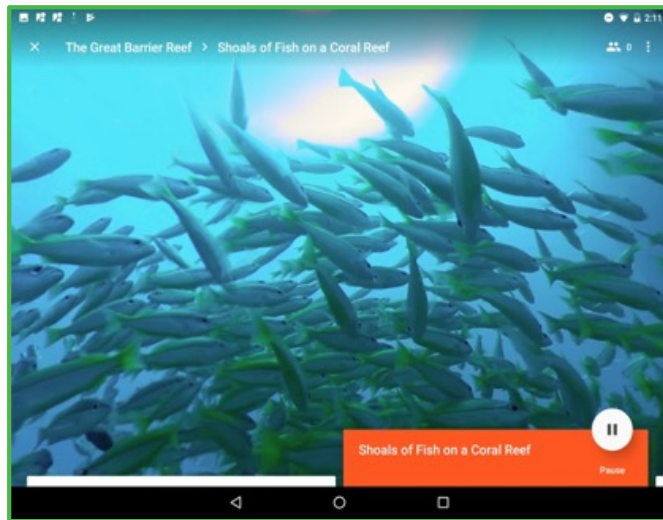 2:11
The Great Barrier Reef > Shoals of Fish on a Coral Reef
0
Shoals of Fish on a Coral Reef
Pause